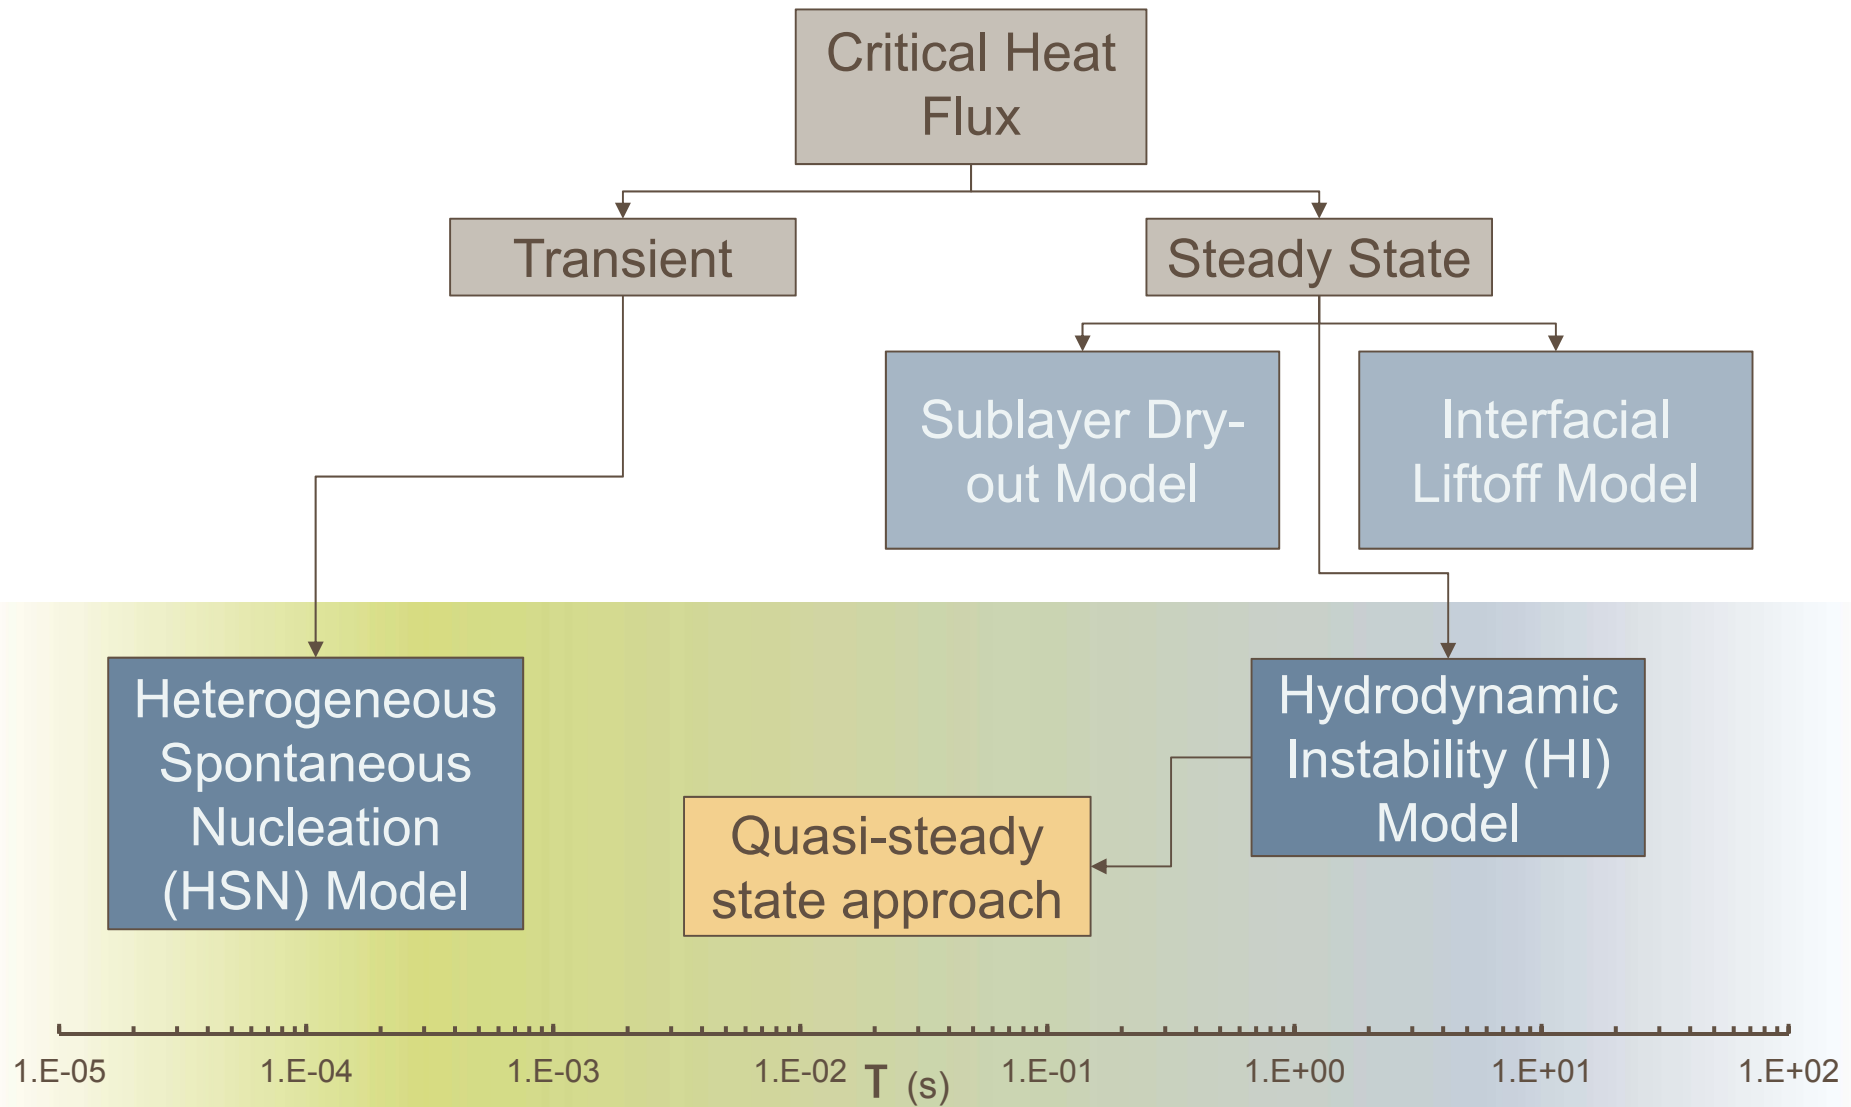 Critical Heat
Flux
Transient
Steady State
Sublayer Dry-
out Model
Interfacial
Liftoff Model
Heterogeneous
Spontaneous
Nucleation
(HSN) Model
Hydrodynamic
Instability (HI)
Model
Quasi-steady
state approach
1.E-05 1.E-04 1.E-03 1.E-02 1.E-01 1.E+00 1.E+01 1.E+02
τ (s)